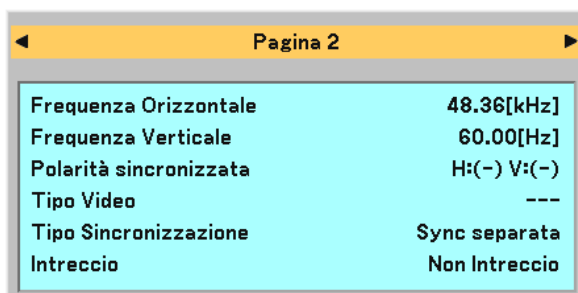 Pagina 2
Frequenza Orizzontale 48.36[kHz]
Frequenza Verticale 60.00[Hz]
Polarità sincronizzata H:(-) V:(-)
Tipo Video ---
Tipo Sincronizzazione Sync separata
Intreccio Non Intreccio